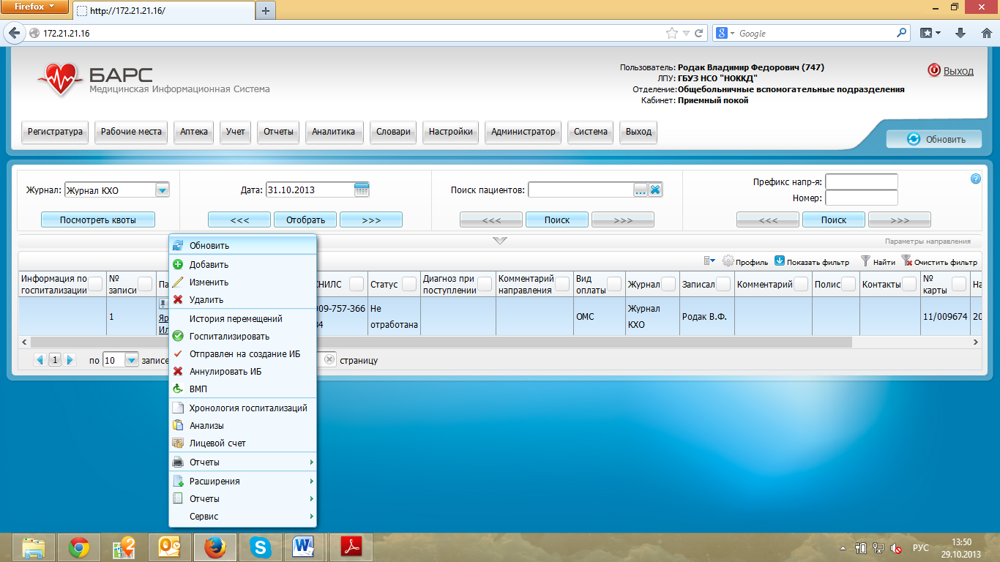 Firefox
http://172.21.21.16/
172.21.21.16
Google
БАРС
Медицинская Информационная Система
Пользователь: Родак Владимир Федорович (747)
ЛПУ: ГБУЗ НСО "НОККД"
Отделение: Общебольничные вспомогательные подразделения
Кабинет: Приемный покой
Выход
Регистратура Рабочие места Аптека Учет Отчеты Аналитика Словари Настройки Администратор Система Выход
Обновить
Журнал: Журнал КХО
Посмотреть квоты
Дата: 31.10.2013
<<< Отобрать >>>
Поиск пациентов: ...
<<< Поиск >>>
Префикс напр-я:
Номер:
<<< Поиск >>>
Параметры направления
Профиль Показать фильтр Найти Очистить фильтр
Информация по госпитализации
№ записи
Па
СНИЛС
Статус
Диагноз при поступлении
Комментарий направления
Вид оплаты
Журнал
Записал
Комментарий
Полис
Контакты
№ карты
На
1
Яр
Ил
009-757-366
84
Не отработана
ОМС
Журнал КХО
Родак В.Ф.
11/009674
20
1 по 10 записе
страницу
Обновить
Добавить
Изменить
Удалить
История перемещений
Госпитализировать
Отправлен на создание ИБ
Аннулировать ИБ
ВМП
Хронология госпитализаций
Анализы
Лицевой счет
Отчеты
Расширения
Отчеты
Сервис
РУС
13:50
29.10.2013